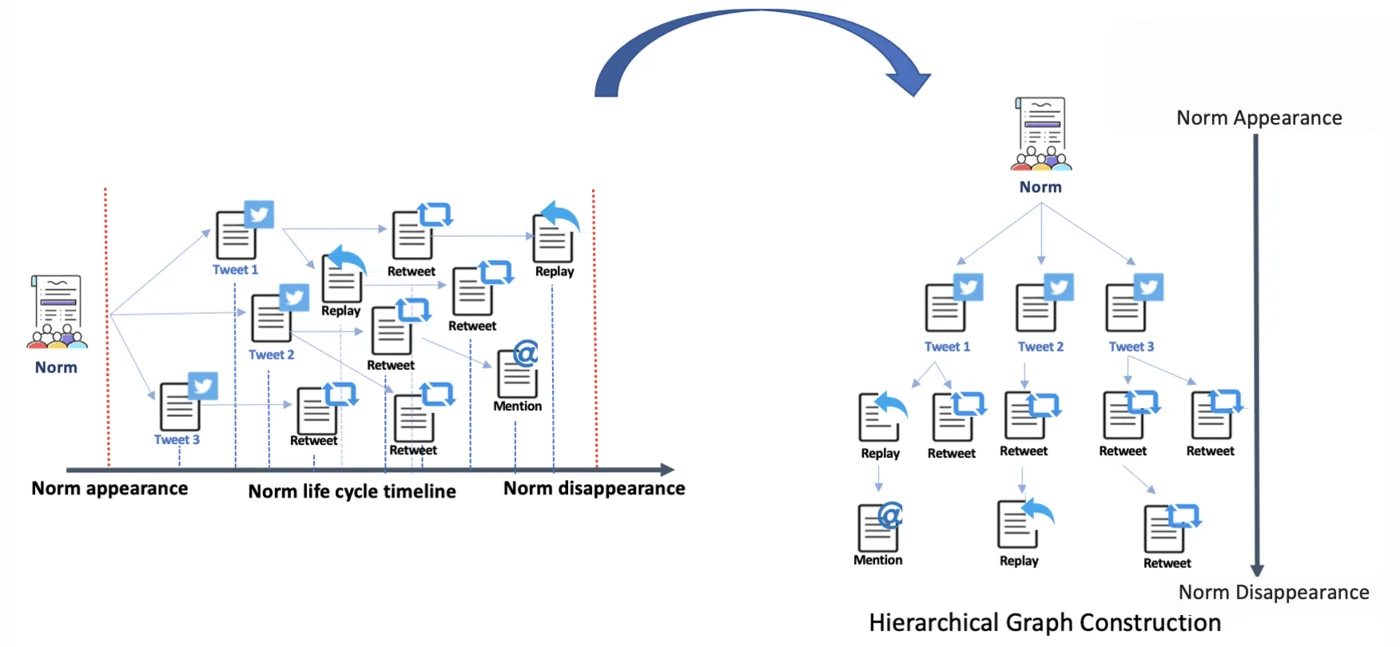 Norm
Tweet 1
Retweet
Replay
Replay
Retweet
Tweet 2
Retweet
Mention
Tweet 3
Retweet
Retweet
Norm appearance
Norm life cycle timeline
Norm disappearance
Norm Appearance
Norm
Tweet 1
Tweet 2
Tweet 3
Replay
Retweet
Retweet
Retweet
Retweet
Mention
Replay
Retweet
Norm Disappearance
Hierarchical Graph Construction